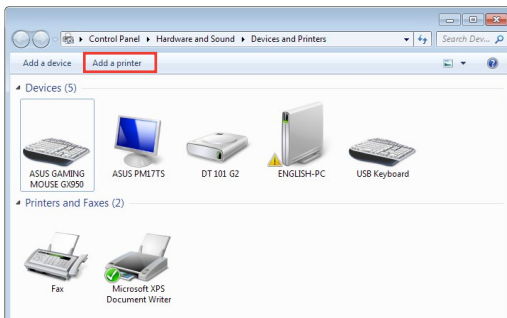 Control Panel ▸ Hardware and Sound ▸ Devices and Printers
Search Dev...
Add a device
Add a printer
Devices (5)
ASUS GAMING
MOUSE GX950
ASUS PM17TS
DT 101 G2
ENGLISH-PC
USB Keyboard
Printers and Faxes (2)
Fax
Microsoft XPS
Document Writer